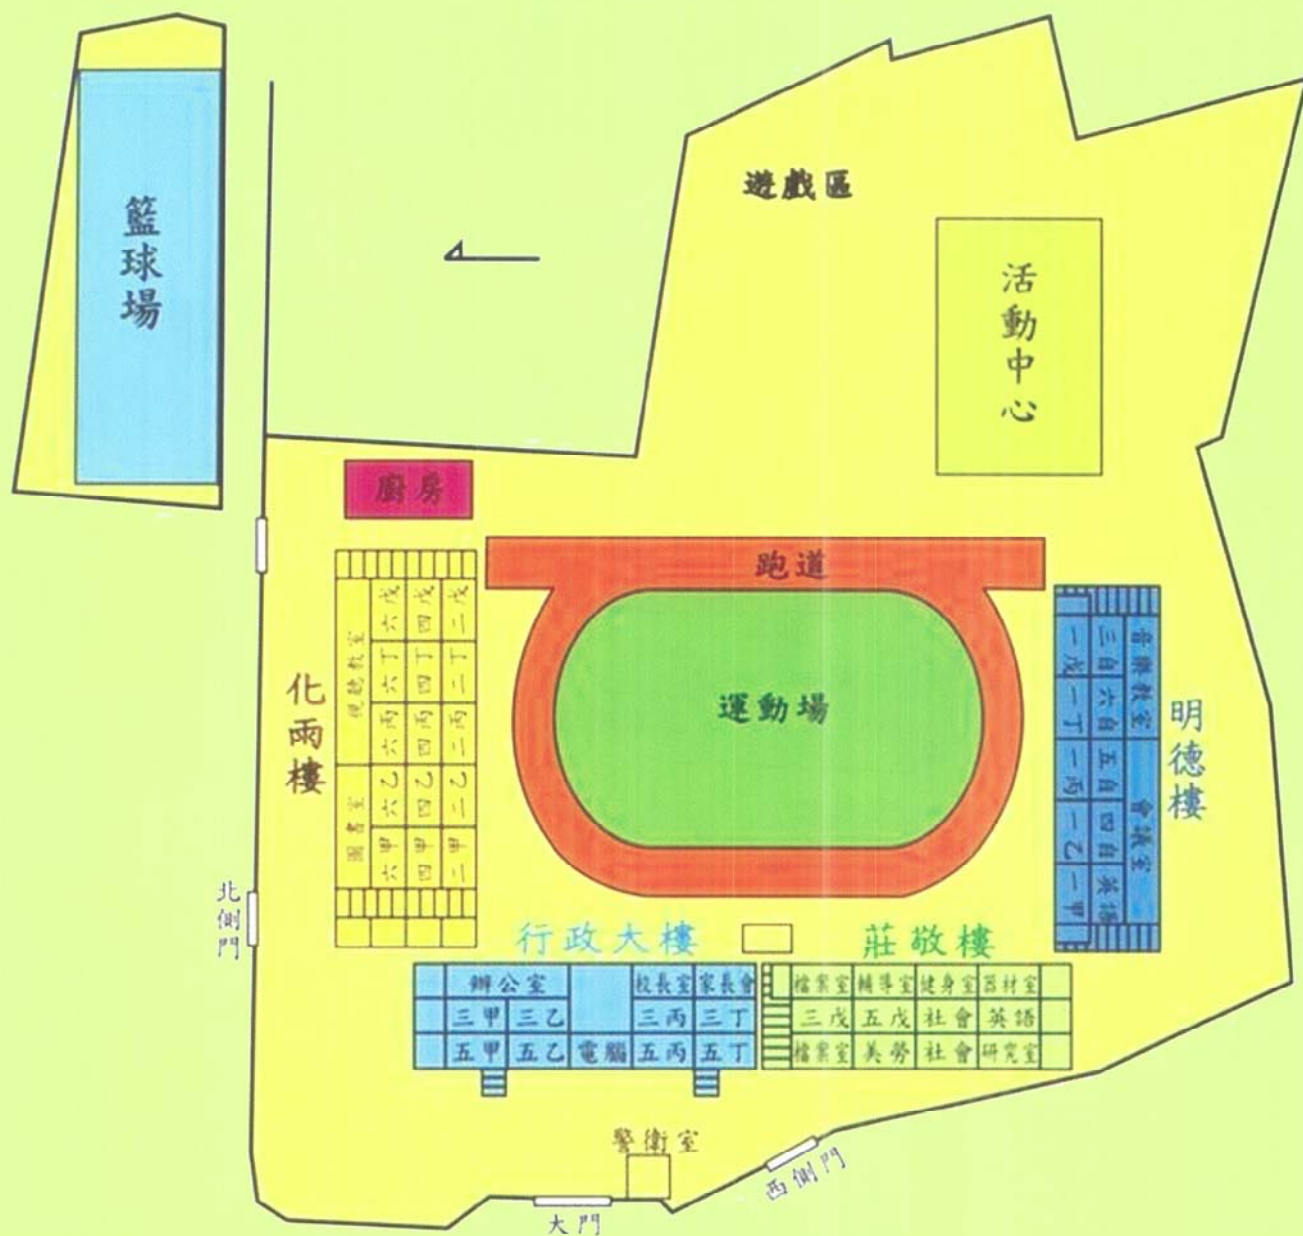 籃球場
遊戲區
活動中心
廚房
跑道
運動場
化雨樓
視聽教室
圖書室
六戊 四戊 二戊
六丁 四丁 二丁
六丙 四丙 二丙
六乙 四乙 二乙
六甲 四甲 二甲
明德樓
音樂教室
會議室
三自 六自 五自 四自 英語
一戊 一丁 一丙 一乙 一甲
北側門
行政大樓
辦公室 校長室 家長會
三甲 三乙 三丙 三丁
五甲 五乙 電腦 五丙 五丁
莊敬樓
檔案室 輔導室 健身室 器材室
三戊 五戊 社會 英語
檔案室 美勞 社會 研究室
警衛室
西側門
大門